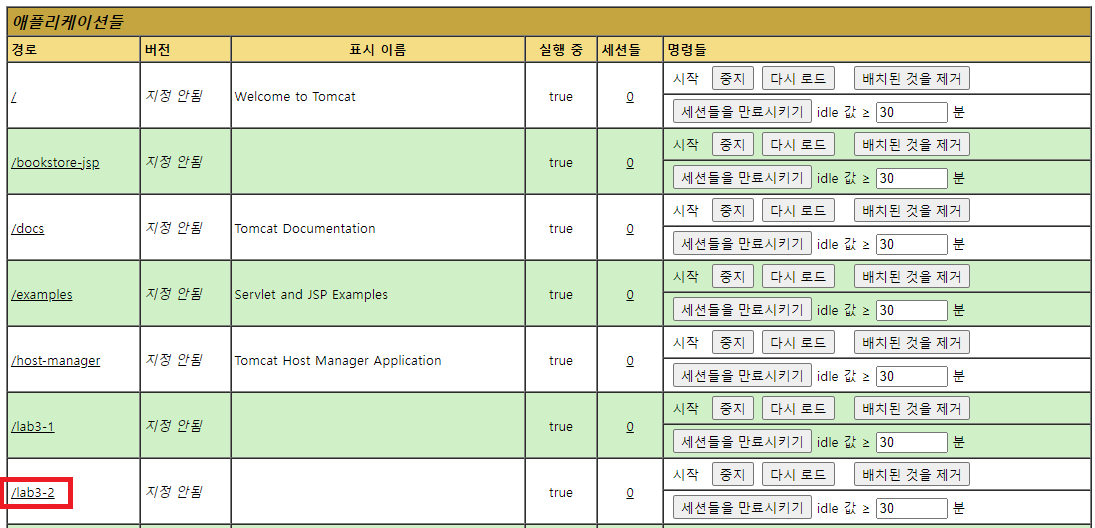 애플리케이션들
경로 버전 표시 이름 실행 중 세션들 명령들
/ 지정 안됨 Welcome to Tomcat true 0 시작 중지 다시 로드 배치된 것을 제거
세션들을 만료시키기 idle 값 ≥ 30 분
/bookstore-jsp 지정 안됨 true 0 시작 중지 다시 로드 배치된 것을 제거
세션들을 만료시키기 idle 값 ≥ 30 분
/docs 지정 안됨 Tomcat Documentation true 0 시작 중지 다시 로드 배치된 것을 제거
세션들을 만료시키기 idle 값 ≥ 30 분
/examples 지정 안됨 Servlet and JSP Examples true 0 시작 중지 다시 로드 배치된 것을 제거
세션들을 만료시키기 idle 값 ≥ 30 분
/host-manager 지정 안됨 Tomcat Host Manager Application true 0 시작 중지 다시 로드 배치된 것을 제거
세션들을 만료시키기 idle 값 ≥ 30 분
/lab3-1 지정 안됨 true 0 시작 중지 다시 로드 배치된 것을 제거
세션들을 만료시키기 idle 값 ≥ 30 분
/lab3-2 지정 안됨 true 0 시작 중지 다시 로드 배치된 것을 제거
세션들을 만료시키기 idle 값 ≥ 30 분